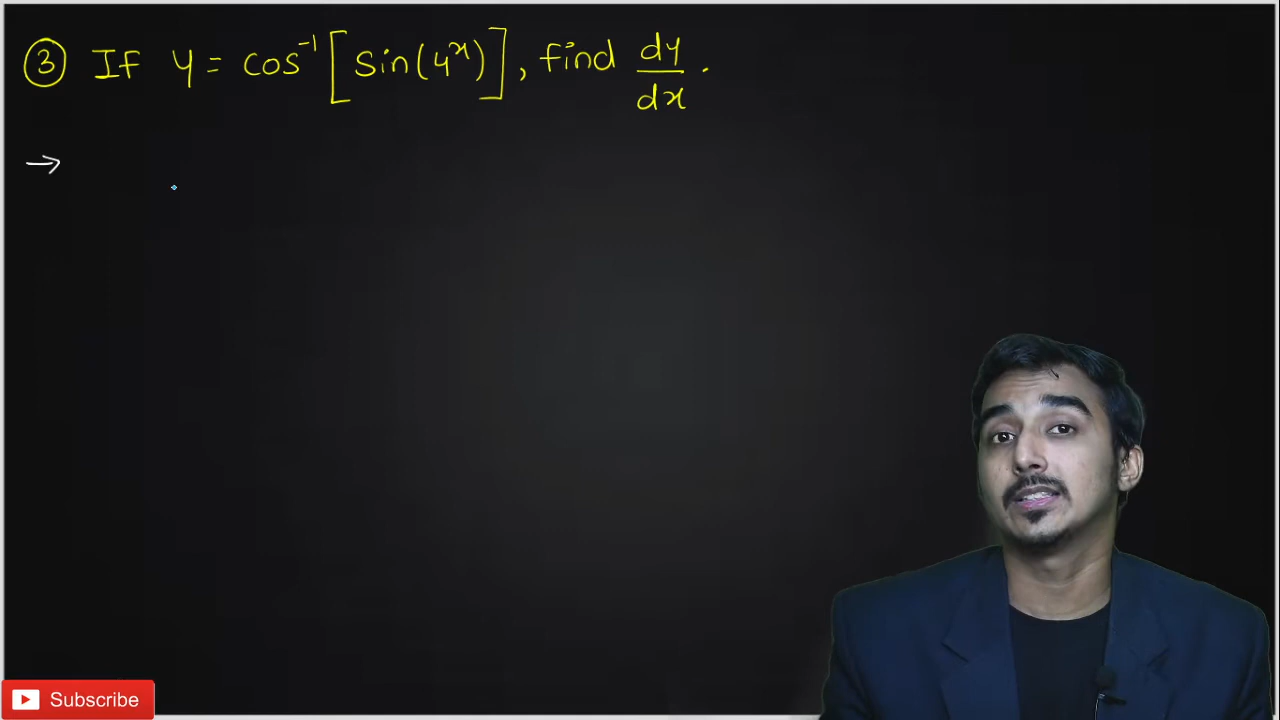 ③ If y = cos⁻¹[sin(4ˣ)], find dy/dx.
→
Subscribe